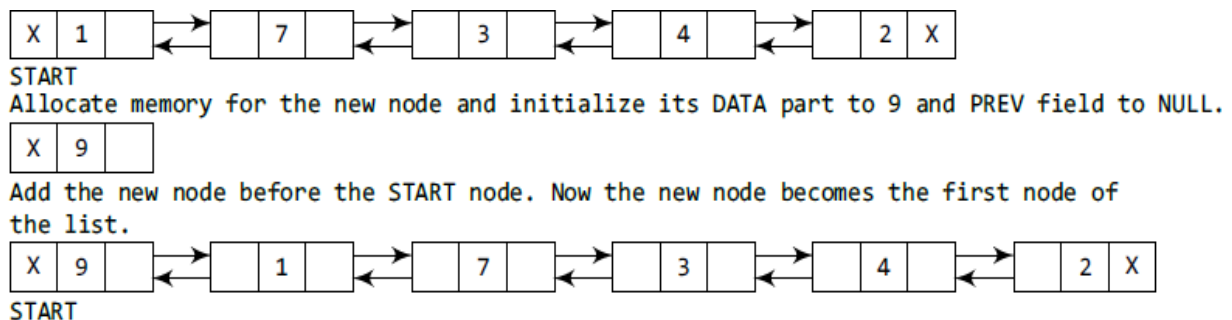 X 1 7 3 4 2 X
START
Allocate memory for the new node and initialize its DATA part to 9 and PREV field to NULL.
X 9
Add the new node before the START node. Now the new node becomes the first node of
the list.
X 9 1 7 3 4 2 X
START